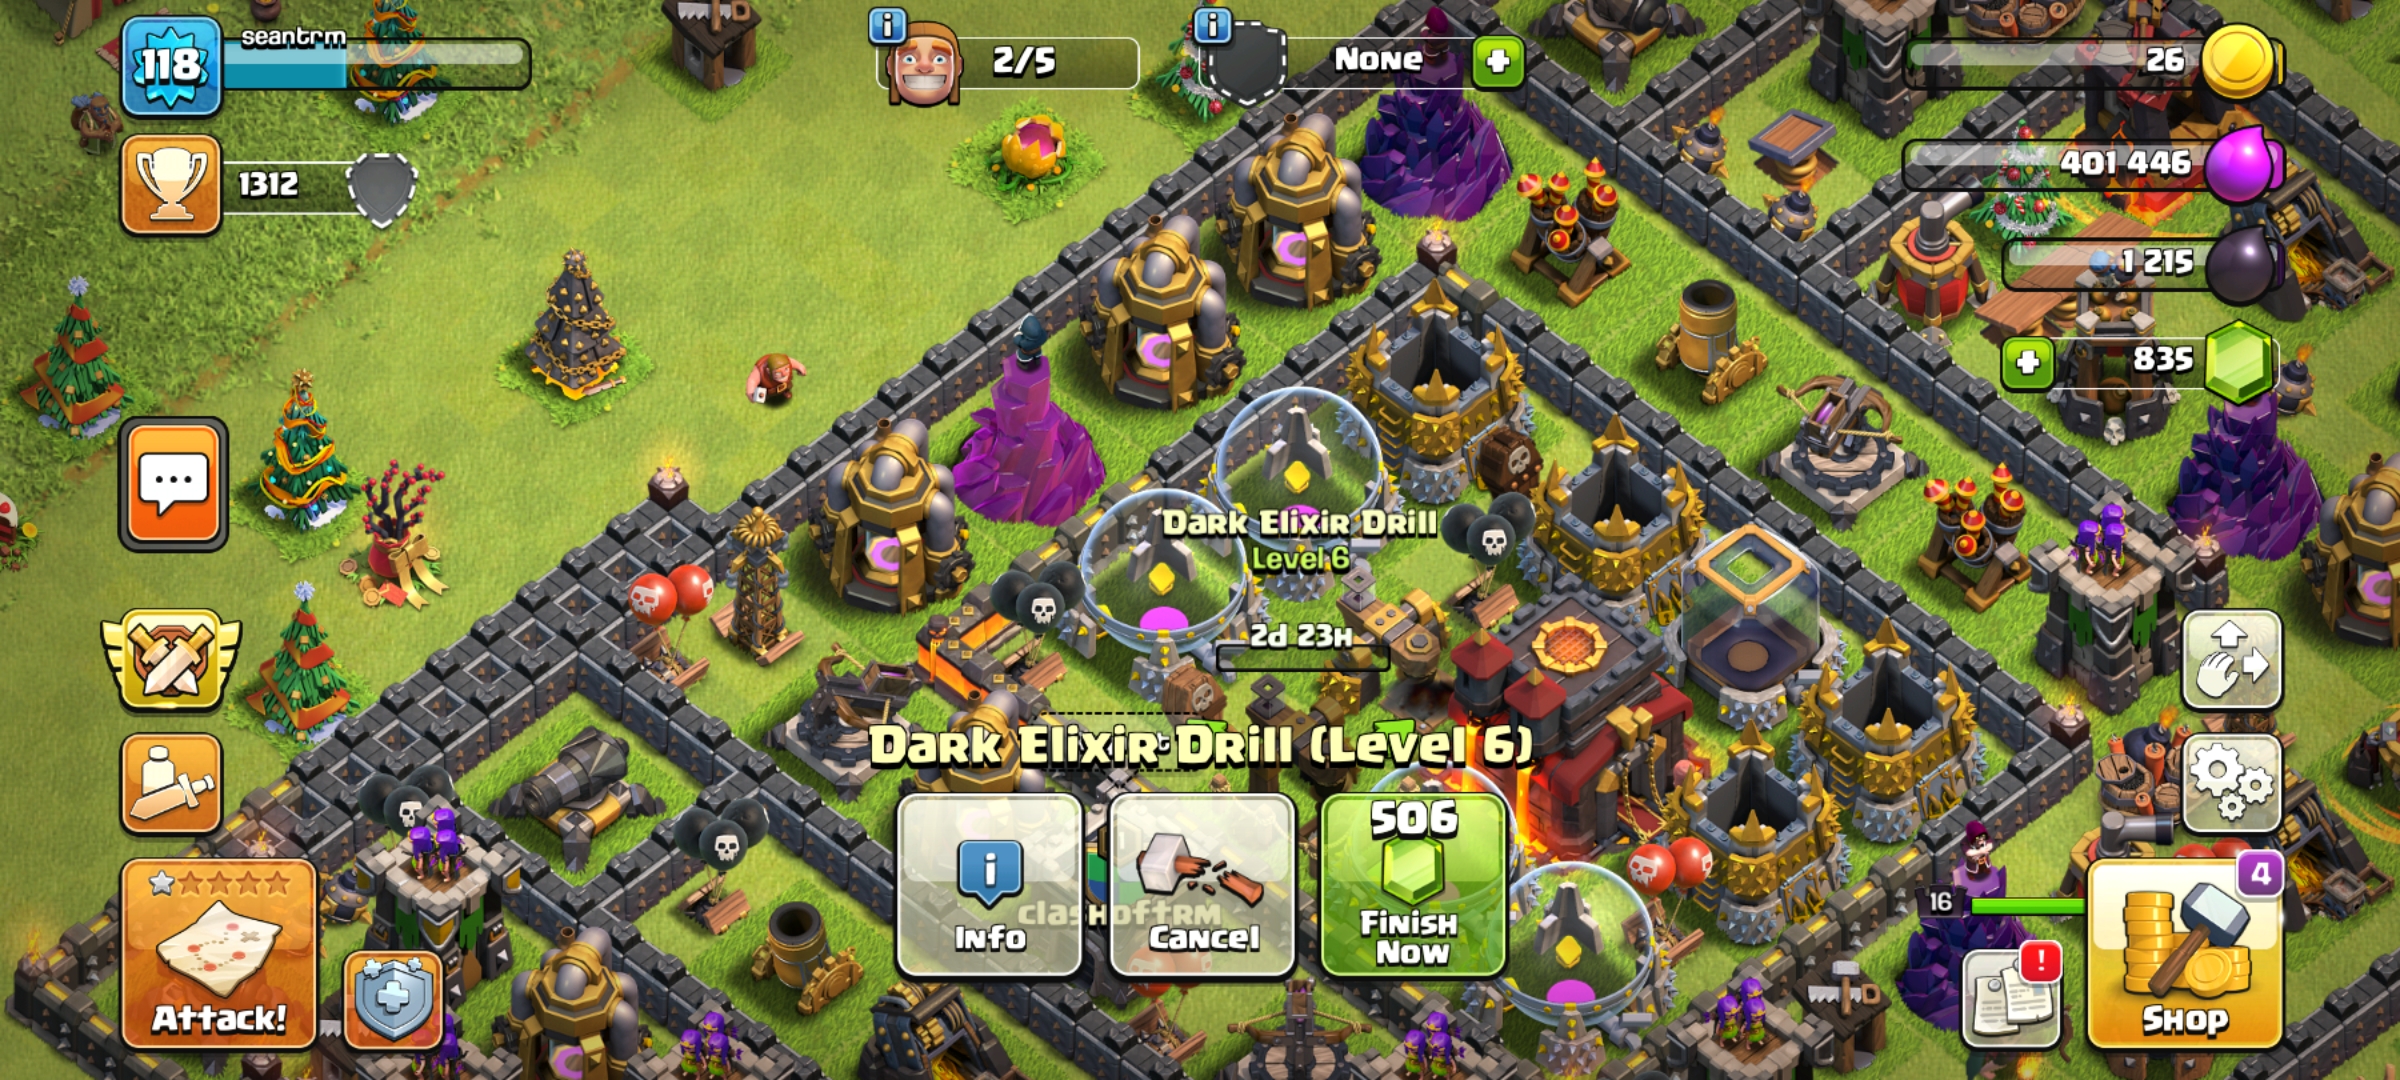 118
seantrm
2/5
None
26
1312
401 446
1 215
835
Dark Elixir Drill
Level 6
2d 23h
Dark Elixir Drill (Level 6)
506
Info
Cancel
Finish
Now
clashoftrm
16
4
!
Attack!
Shop